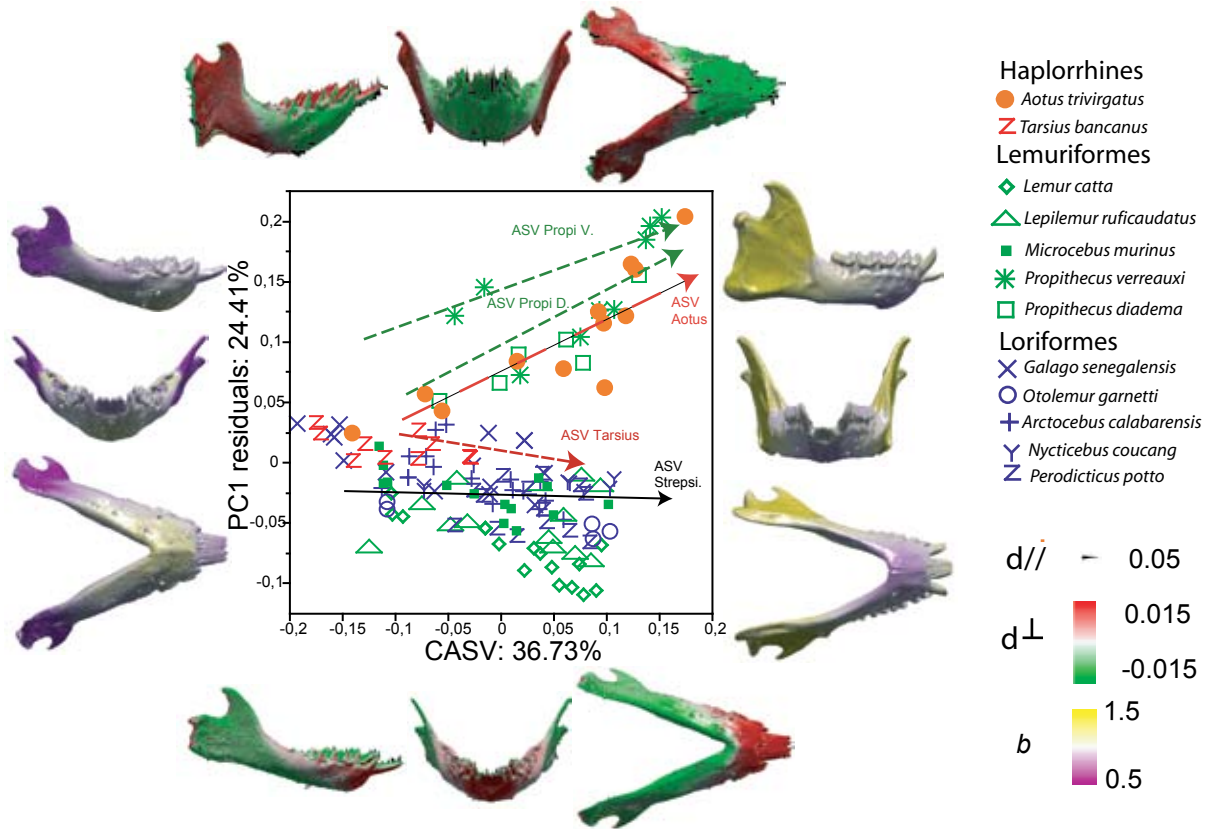 Haplorrhines
Aotus trivirgatus
Tarsius bancanus
Lemuriformes
Lemur catta
Lepilemur ruficaudatus
Microcebus murinus
Propithecus verreauxi
Propithecus diadema
Loriformes
Galago senegalensis
Otolemur garnetti
Arctocebus calabarensis
Nycticebus coucang
Perodicticus potto
d// 0.05
d⊥ 0.015
-0.015
b 1.5
0.5
PC1 residuals: 24.41%
0,2
0,15
0,1
0,05
0
-0,05
-0,1
ASV Propi V.
ASV Propi D.
ASV
Aotus
ASV Tarsius
ASV
Strepsi.
-0,2 -0,15 -0,1 -0,05 0 0,05 0,1 0,15 0,2
CASV: 36.73%